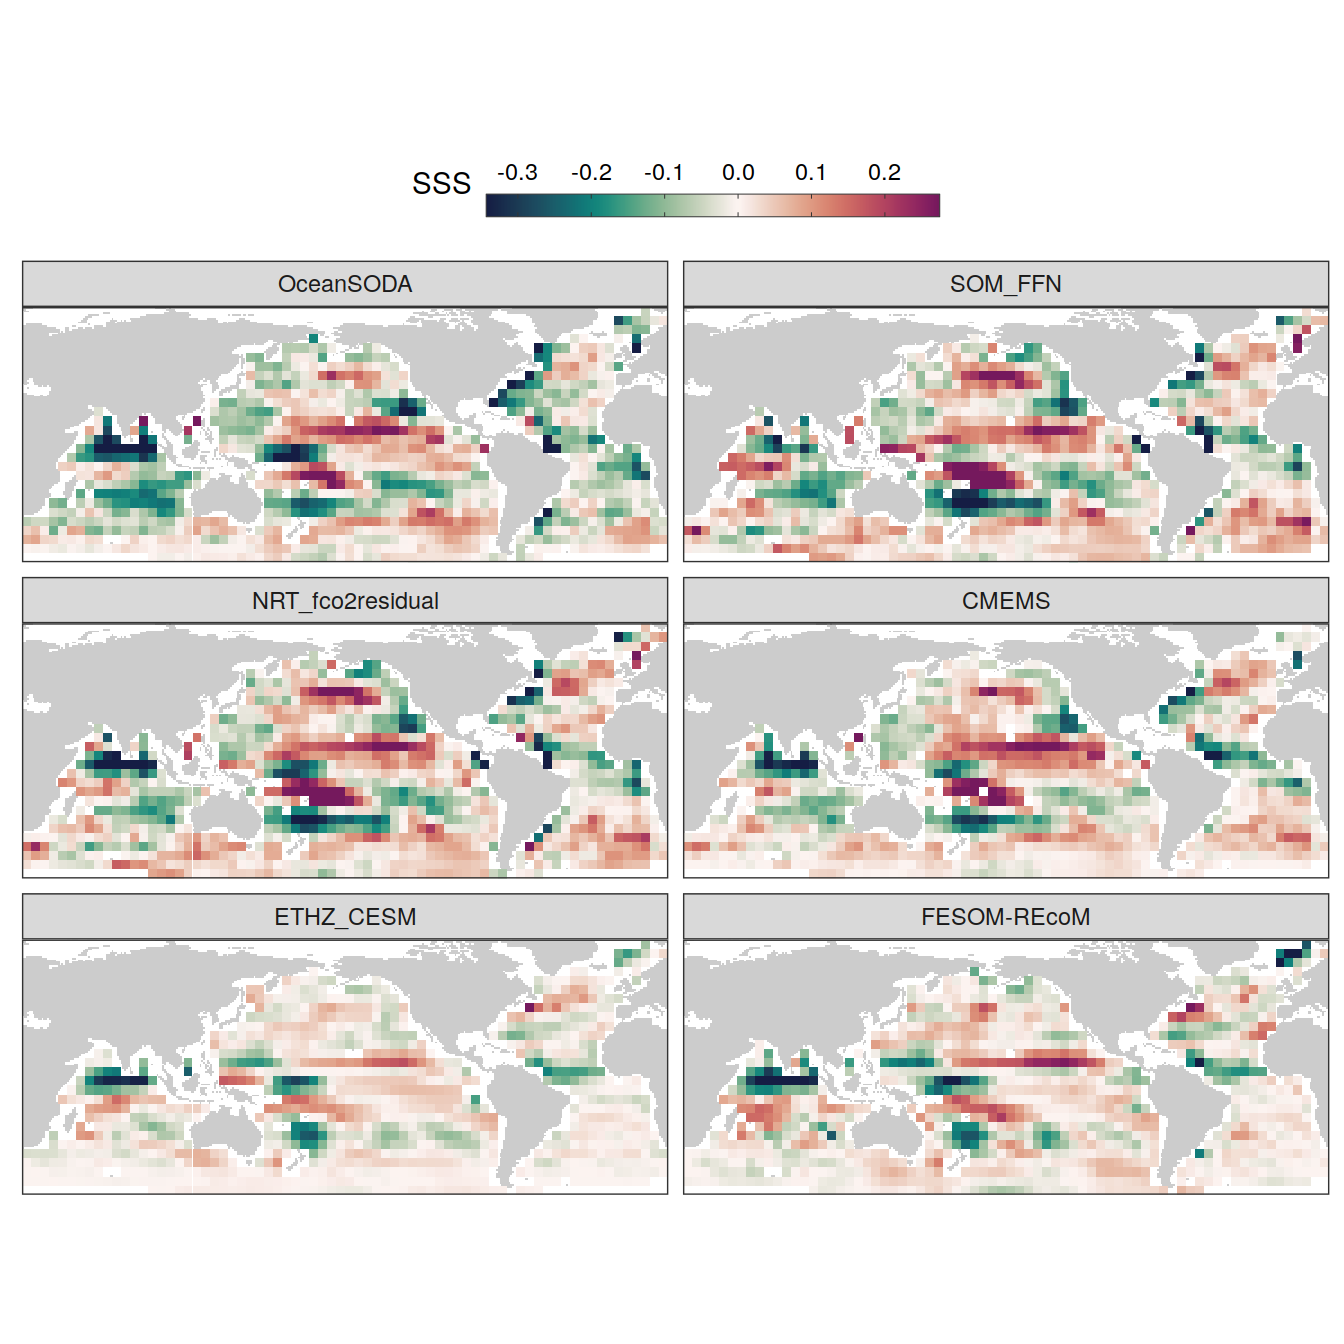 SSS
-0.3 -0.2 -0.1 0.0 0.1 0.2
OceanSODA
SOM_FFN
NRT_fco2residual
CMEMS
ETHZ_CESM
FESOM-REcoM